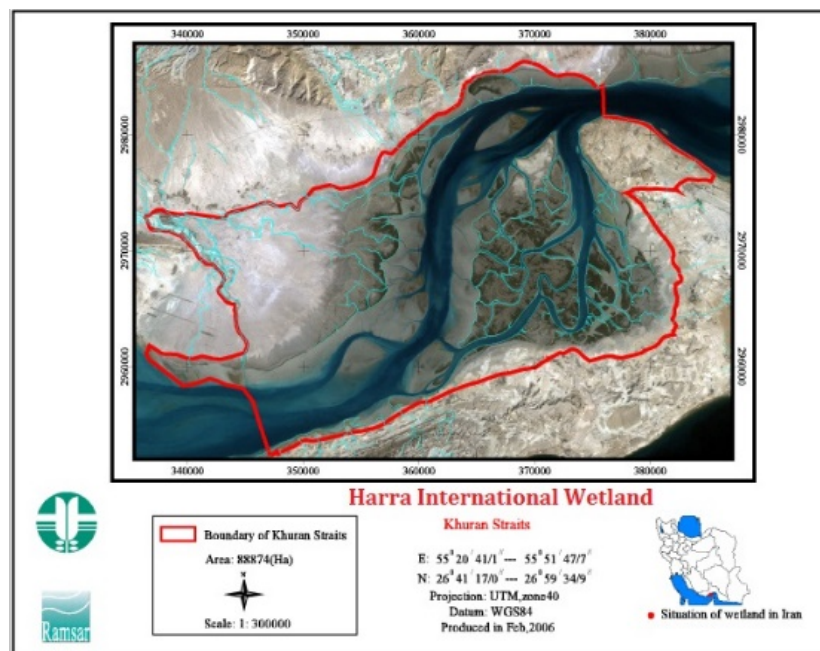 340000 350000 360000 370000 380000
2980000 2980000
2970000 2970000
2960000 2960000
340000 350000 360000 370000 380000
Harra International Wetland
Khuran Straits
Boundary of Khuran Straits
Area: 88874(Ha)
Scale: 1: 300000
E: 55° 20′ 41/1″ --- 55° 51′ 47/7″
N: 26° 41′ 17/0″ --- 26° 59′ 34/9″
Projection: UTM,zone40
Datum: WGS84
Produced in Feb,2006
Situation of wetland in Iran
Ramsar